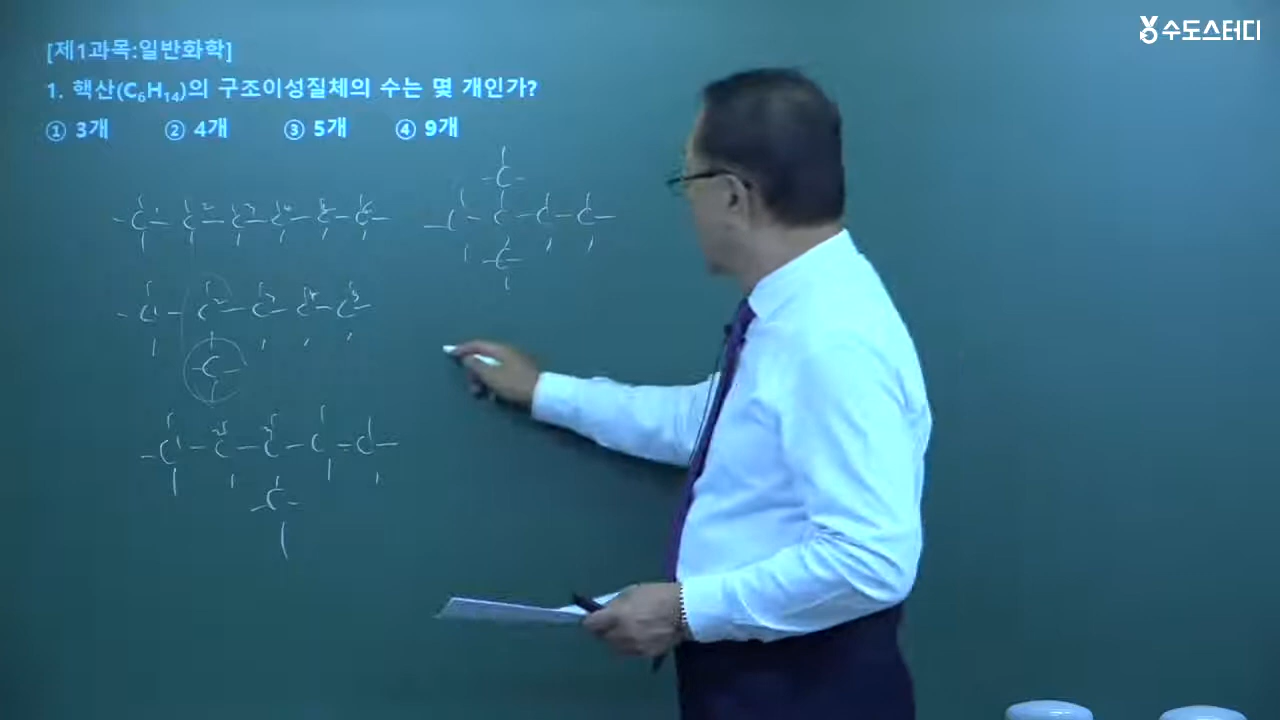 수도스터디
[제1과목:일반화학]
1. 헥산(C₆H₁₄)의 구조이성질체의 수는 몇 개인가?
① 3개 ② 4개 ③ 5개 ④ 9개
-C-C-C-C-C-C-
-C-C-C-C-
C
C
-C-C-C-C-C-
C
-C-C-C-C-C-
C